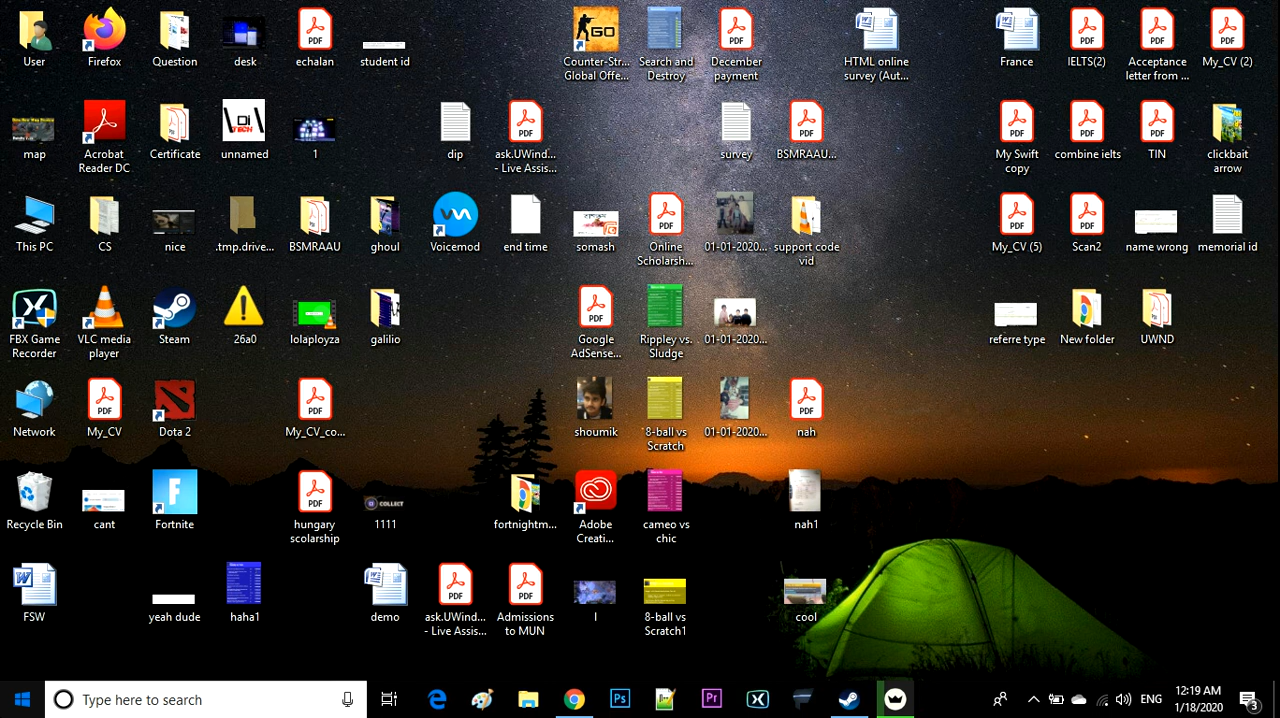 User
Firefox
Question
desk
echalan
student id
GO
Counter-Str...
Global Offe...
Search and
Destroy
December
payment
HTML online
survey (Aut...
France
IELTS(2)
Acceptance
letter from ...
My_CV (2)
map
Acrobat
Reader DC
Certificate
unnamed
1
dip
ask.UWind...
- Live Assis...
survey
BSMRAAU...
My Swift
copy
combine ielts
TIN
clickbait
arrow
This PC
CS
nice
.tmp.drive...
BSMRAAU
ghoul
Voicemod
end time
somash
Online
Scholarsh...
01-01-2020...
support code
vid
My_CV (5)
Scan2
name wrong
memorial id
FBX Game
Recorder
VLC media
player
Steam
26a0
lolaployza
galilio
Google
AdSense...
Rippley vs.
Sludge
01-01-2020...
referre type
New folder
UWND
Network
My_CV
Dota 2
My_CV_co...
shoumik
8-ball vs
Scratch
01-01-2020...
nah
Recycle Bin
cant
Fortnite
hungary
scolarship
COLLECT
1111
fortnightm...
Adobe
Creati...
cameo vs
chic
nah1
FSW
yeah dude
haha1
demo
ask.UWind...
- Live Assis...
Admissions
to MUN
l
8-ball vs
Scratch1
cool
Type here to search
Ps
Pr
ENG
12:19 AM
1/18/2020
3